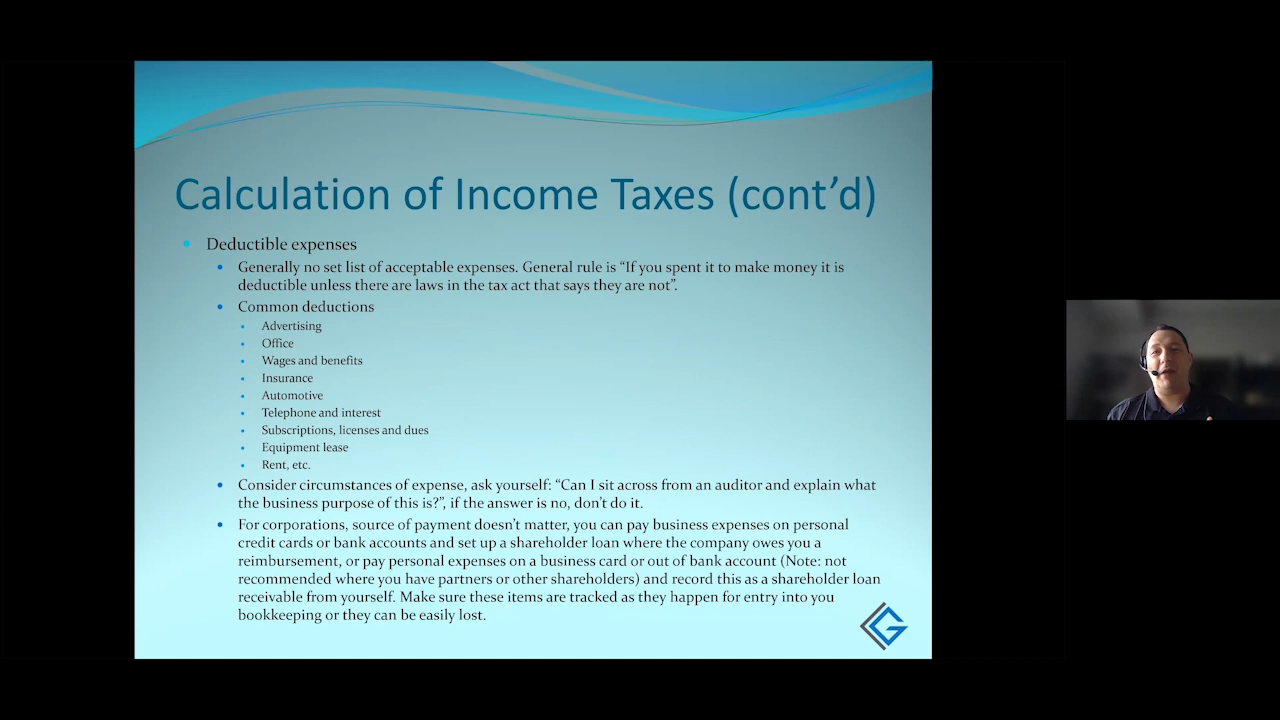 Calculation of Income Taxes (cont’d)
Deductible expenses
Generally no set list of acceptable expenses. General rule is “If you spent it to make money it is
deductible unless there are laws in the tax act that says they are not”.
Common deductions
Advertising
Office
Wages and benefits
Insurance
Automotive
Telephone and interest
Subscriptions, licenses and dues
Equipment lease
Rent, etc.
Consider circumstances of expense, ask yourself: “Can I sit across from an auditor and explain what
the business purpose of this is?”, if the answer is no, don’t do it.
For corporations, source of payment doesn’t matter, you can pay business expenses on personal
credit cards or bank accounts and set up a shareholder loan where the company owes you a
reimbursement, or pay personal expenses on a business card or out of bank account (Note: not
recommended where you have partners or other shareholders) and record this as a shareholder loan
receivable from yourself. Make sure these items are tracked as they happen for entry into you
bookkeeping or they can be easily lost.